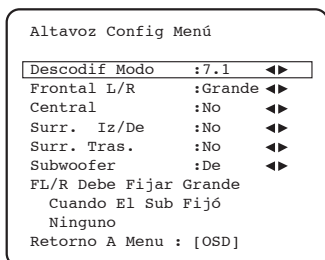 Altavoz Config Menú
Descodif Modo :7.1 ◄►
Frontal L/R :Grande ◄►
Central :No ◄►
Surr. Iz/De :No ◄►
Surr. Tras. :No ◄►
Subwoofer :De ◄►
FL/R Debe Fijar Grande
Cuando El Sub Fijó
Ninguno
Retorno A Menu : [OSD]